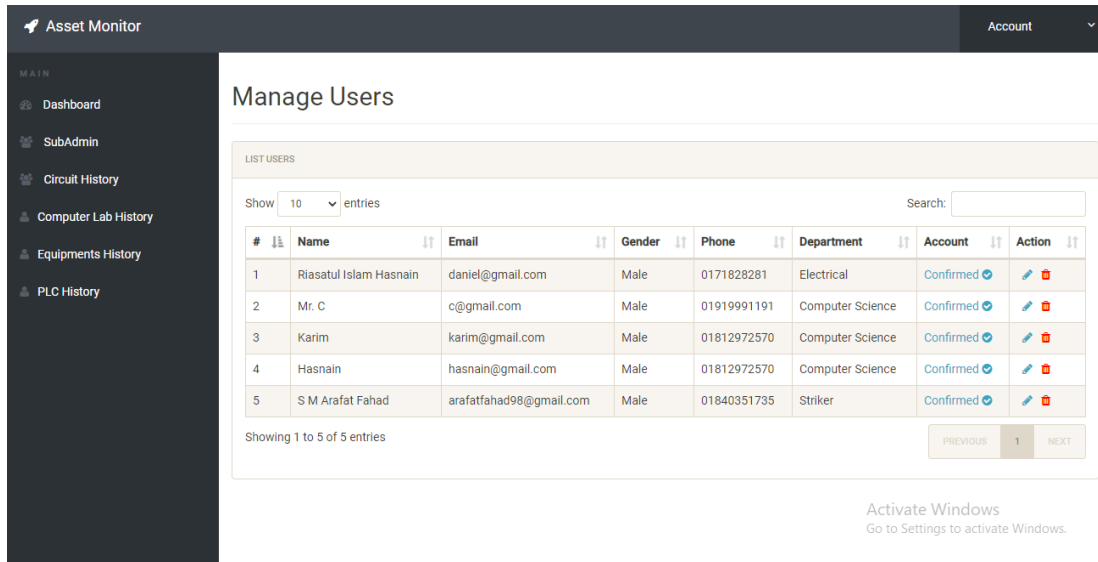 Asset Monitor
Account
MAIN
Dashboard
SubAdmin
Circuit History
Computer Lab History
Equipments History
PLC History
Manage Users
LIST USERS
Show 10 entries Search:
# Name Email Gender Phone Department Account Action
1 Riasatul Islam Hasnain daniel@gmail.com Male 0171828281 Electrical Confirmed
2 Mr. C c@gmail.com Male 01919991191 Computer Science Confirmed
3 Karim karim@gmail.com Male 01812972570 Computer Science Confirmed
4 Hasnain hasnain@gmail.com Male 01812972570 Computer Science Confirmed
5 S M Arafat Fahad arafatfahad98@gmail.com Male 01840351735 Striker Confirmed
Showing 1 to 5 of 5 entries
PREVIOUS 1 NEXT
Activate Windows
Go to Settings to activate Windows.